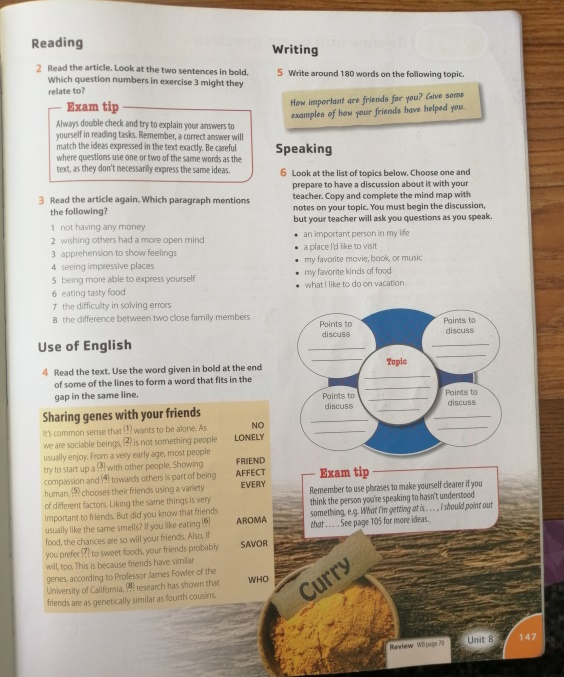 Reading
2 Read the article. Look at the two sentences in bold.
Which question numbers in exercise 3 might they
relate to?
Exam tip
Always double check and try to explain your answers to
yourself in reading tasks. Remember, a correct answer will
match the ideas expressed in the text exactly. Be careful
where questions use one or two of the same words as the
text, as they don't necessarily express the same ideas.
3 Read the article again. Which paragraph mentions
the following?
1 not having any money
2 wishing others had a more open mind
3 apprehension to show feelings
4 seeing impressive places
5 being more able to express yourself
6 eating tasty food
7 the difficulty in solving errors
8 the difference between two close family members
Use of English
4 Read the text. Use the word given in bold at the end
of some of the lines to form a word that fits in the
gap in the same line.
Sharing genes with your friends
It's common sense that (1) wants to be alone. As NO
we are sociable beings, (2) is not something people LONELY
usually enjoy. From a very early age, most people
try to start up a (3) with other people. Showing FRIEND
compassion and (4) towards others is part of being AFFECT
human. (5) chooses their friends using a variety EVERY
of different factors. Liking the same things is very
important to friends. But did you know that friends
usually like the same smells? If you like eating (6) AROMA
food, the chances are so will your friends. Also, if
you prefer (7) to sweet foods, your friends probably SAVOR
will, too. This is because friends have similar
genes, according to Professor James Fowler of the
University of California, (8) research has shown that WHO
friends are as genetically similar as fourth cousins.
Writing
5 Write around 180 words on the following topic.
How important are friends for you? Give some
examples of how your friends have helped you.
Speaking
6 Look at the list of topics below. Choose one and
prepare to have a discussion about it with your
teacher. Copy and complete the mind map with
notes on your topic. You must begin the discussion,
but your teacher will ask you questions as you speak.
• an important person in my life
• a place I'd like to visit
• my favorite movie, book, or music
• my favorite kinds of food
• what I like to do on vacation
Points to
discuss
Points to
discuss
Topic
Points to
discuss
Points to
discuss
Exam tip
Remember to use phrases to make yourself clearer if you
think the person you're speaking to hasn't understood
something, e.g. What I'm getting at is . . . , I should point out
that . . . . See page 105 for more ideas.
Curry
Review WB page 70
Unit 8
147